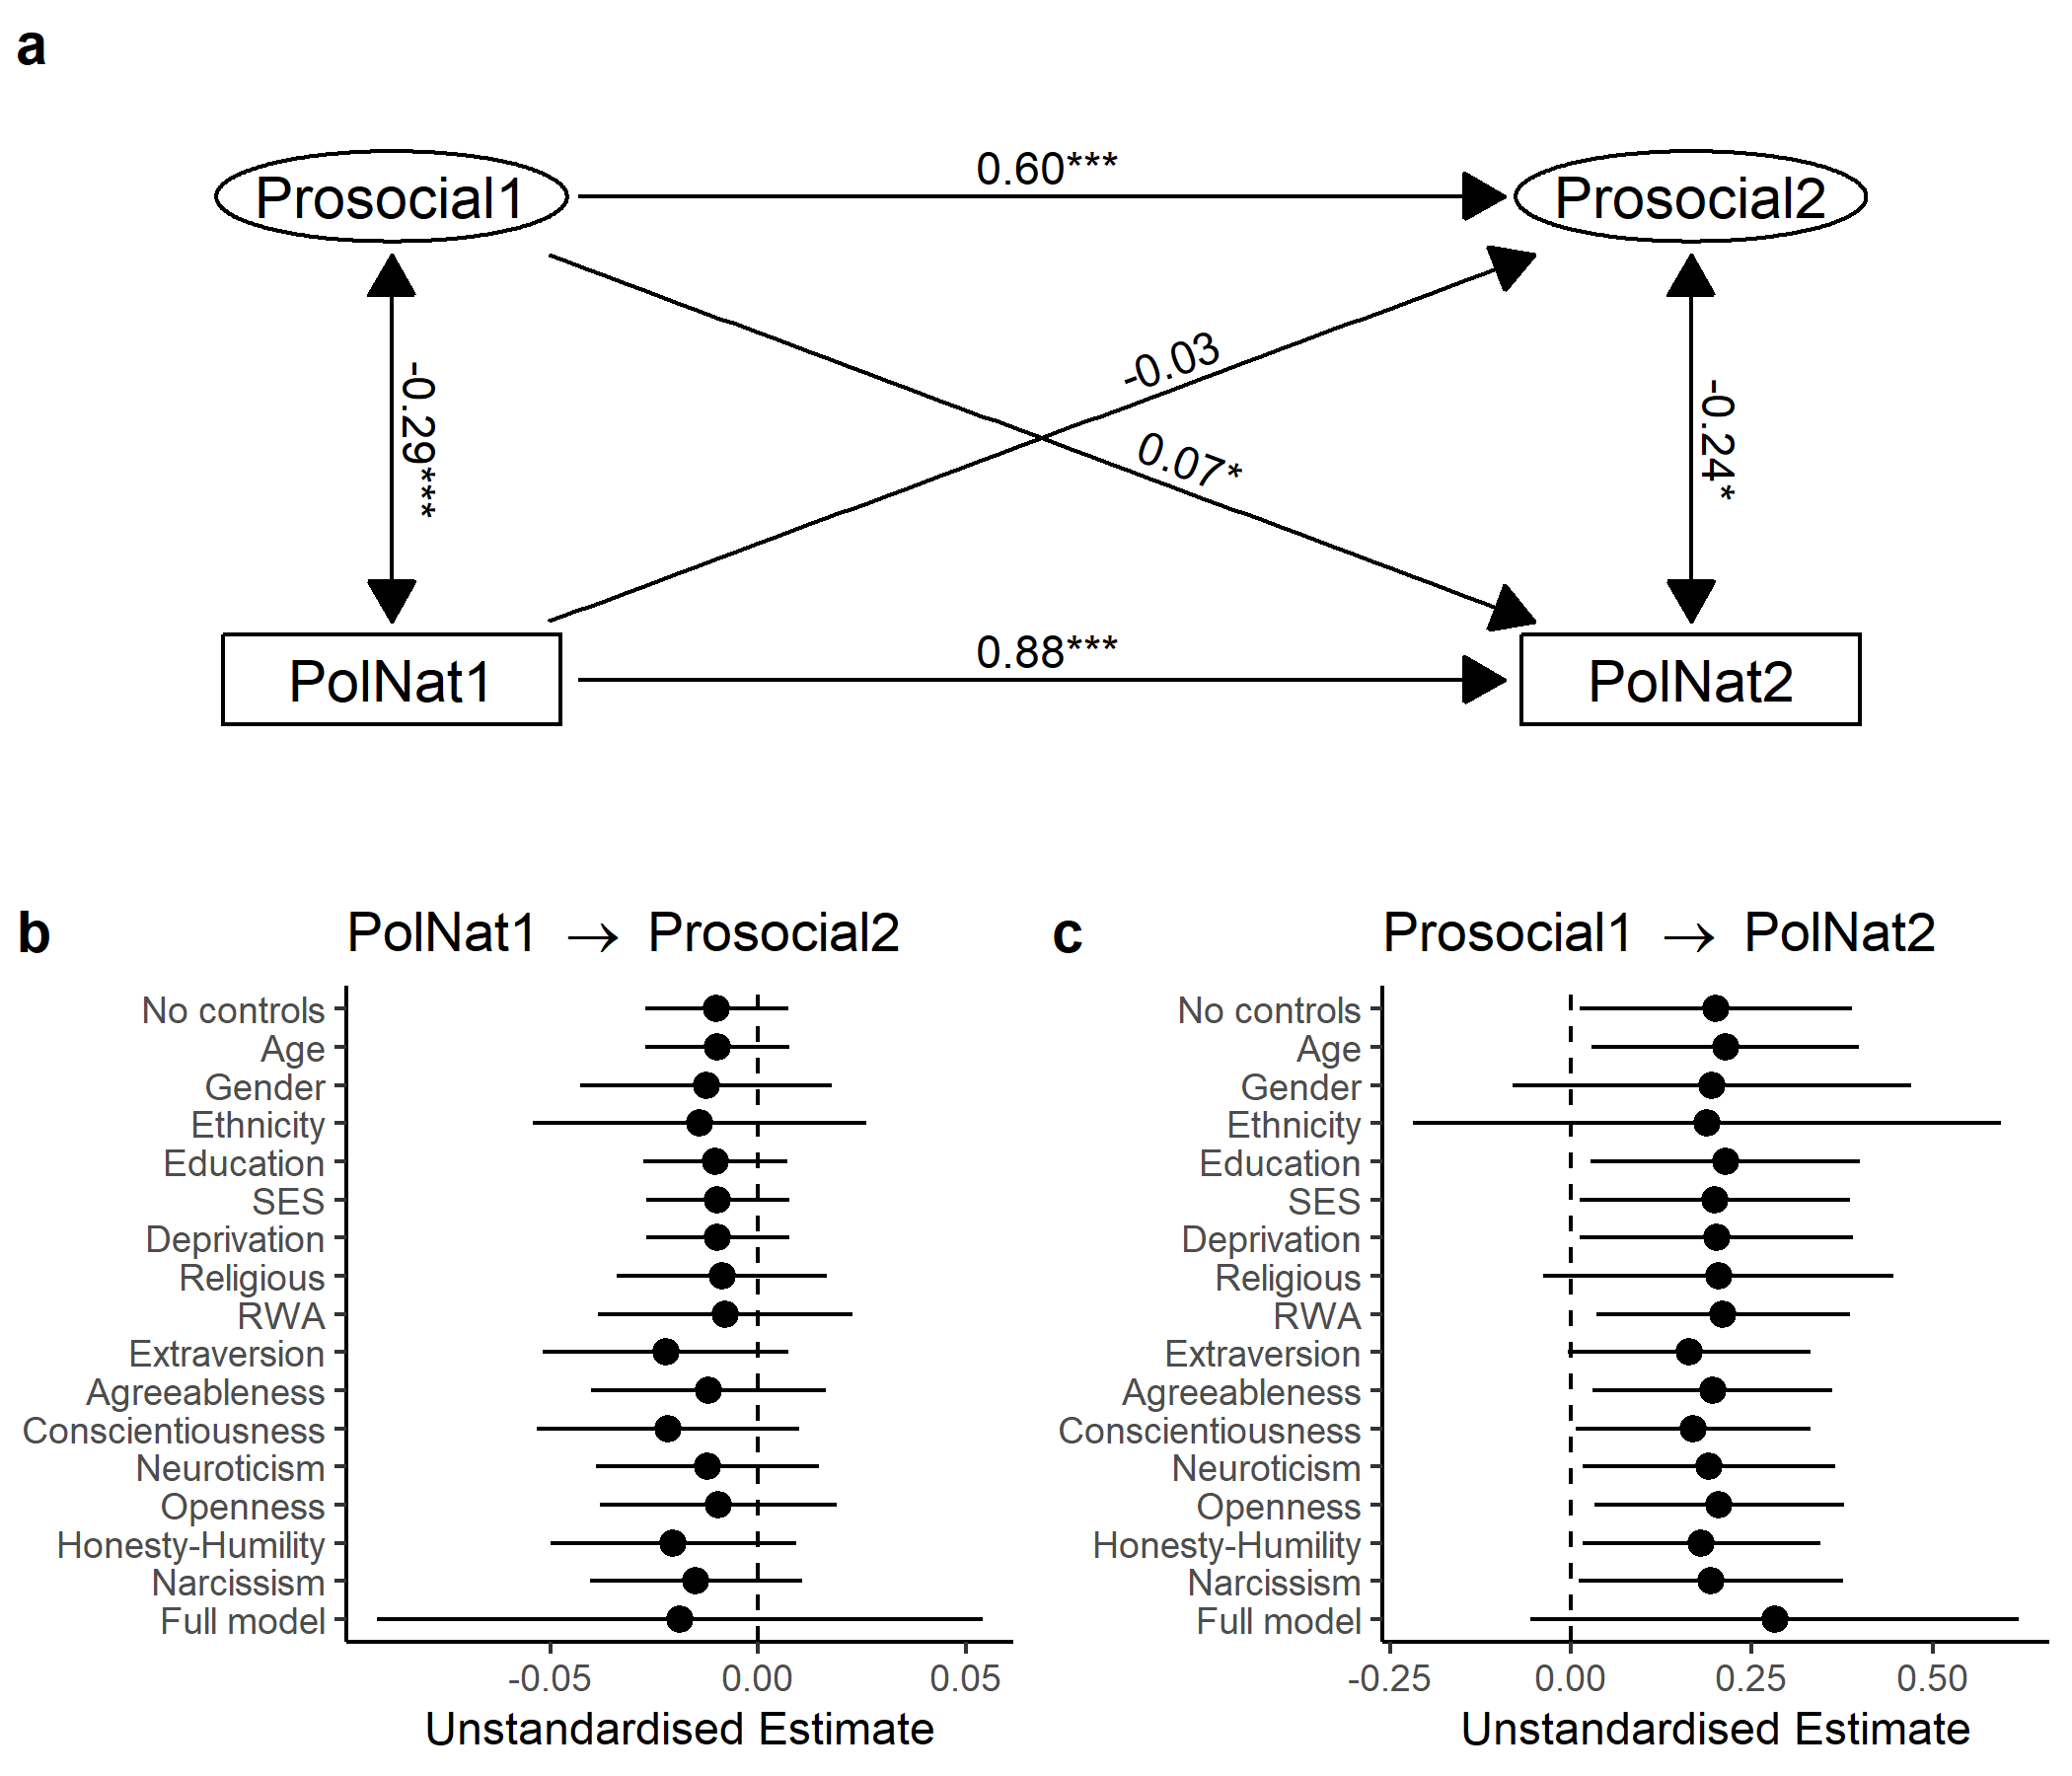 a
Prosocial1
0.60***
Prosocial2
-0.29***
-0.03
0.07*
-0.24*
PolNat1
0.88***
PolNat2
b
PolNat1 → Prosocial2
No controls
Age
Gender
Ethnicity
Education
SES
Deprivation
Religious
RWA
Extraversion
Agreeableness
Conscientiousness
Neuroticism
Openness
Honesty-Humility
Narcissism
Full model
-0.05 0.00 0.05
Unstandardised Estimate
c
Prosocial1 → PolNat2
No controls
Age
Gender
Ethnicity
Education
SES
Deprivation
Religious
RWA
Extraversion
Agreeableness
Conscientiousness
Neuroticism
Openness
Honesty-Humility
Narcissism
Full model
-0.25 0.00 0.25 0.50
Unstandardised Estimate